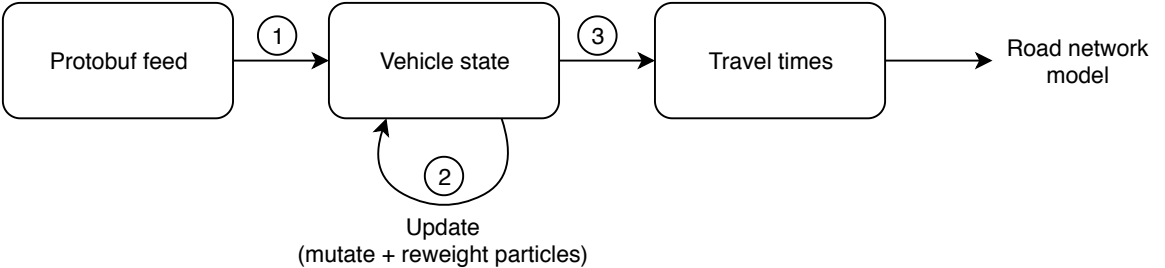 Protobuf feed
1
Vehicle state
3
Travel times
Road network
model
2
Update
(mutate + reweight particles)